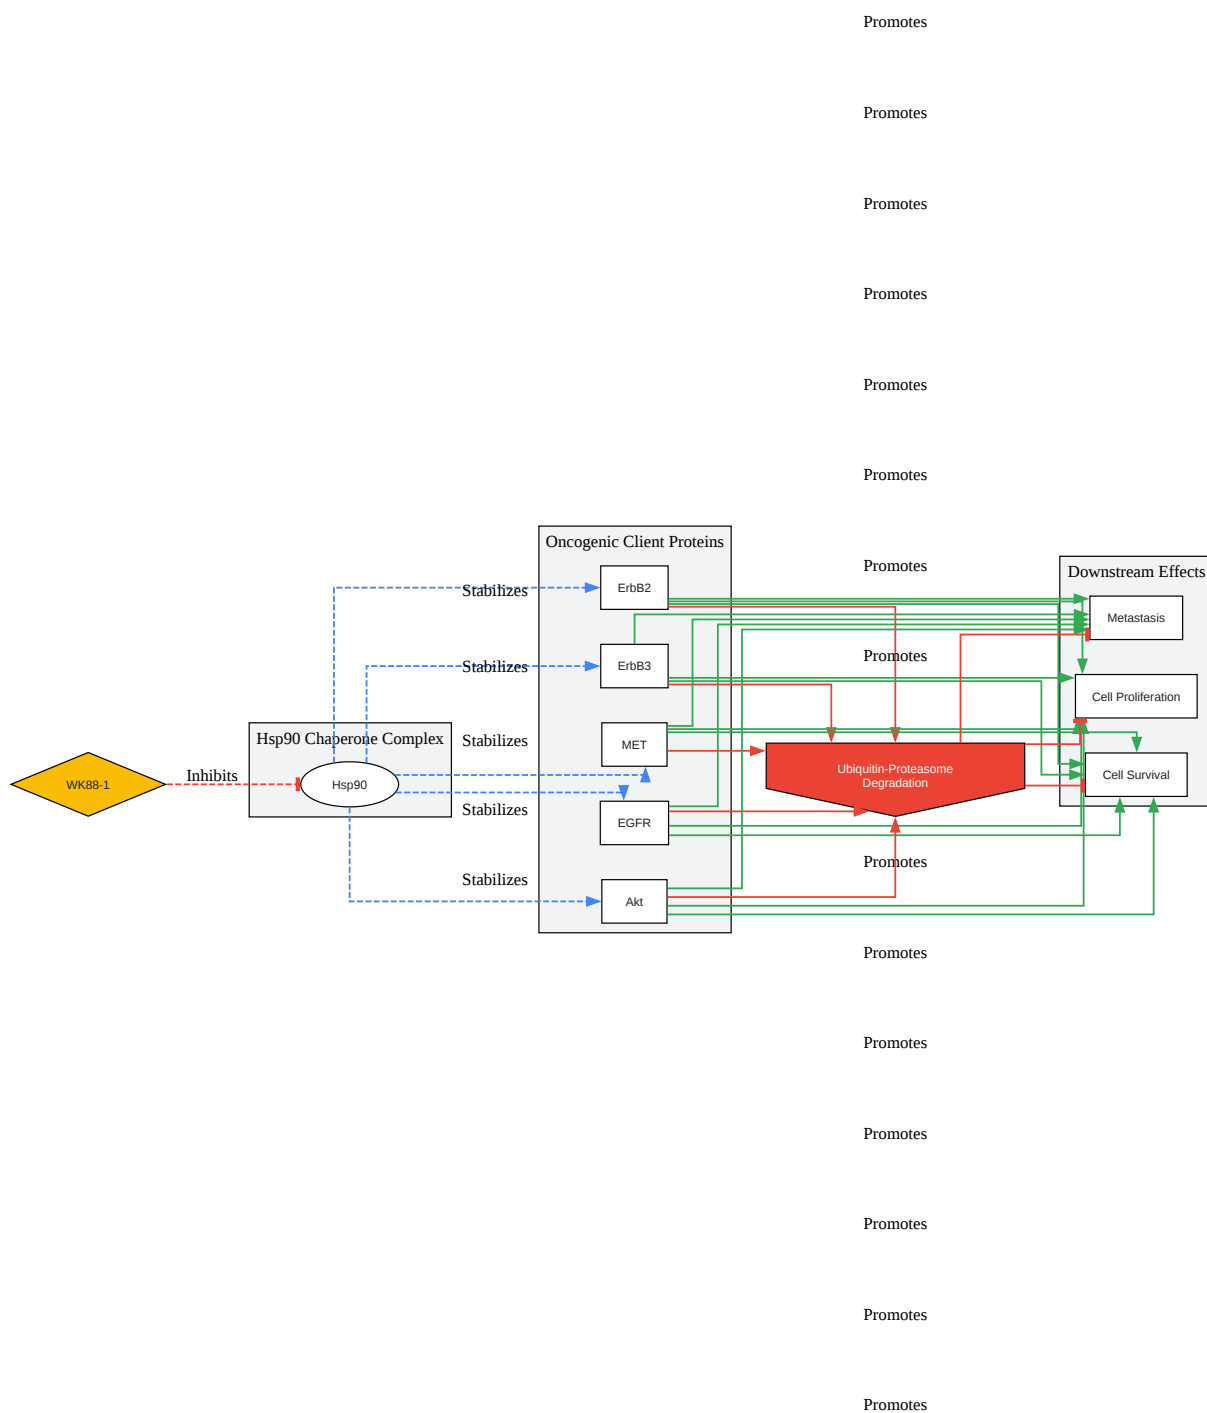 Promotes
Promotes
Promotes
Promotes
Promotes
Promotes
Oncogenic Client Proteins
Promotes
Downstream Effects
ErbB2
Stabilizes
Metastasis
Promotes
ErbB3
Stabilizes
Cell Proliferation
Hsp90 Chaperone Complex
Stabilizes
MET
Ubiquitin-Proteasome
Degradation
Cell Survival
Inhibits
WK88-1
Hsp90
Stabilizes
EGFR
Promotes
Stabilizes
Akt
Promotes
Promotes
Promotes
Promotes
Promotes
Promotes